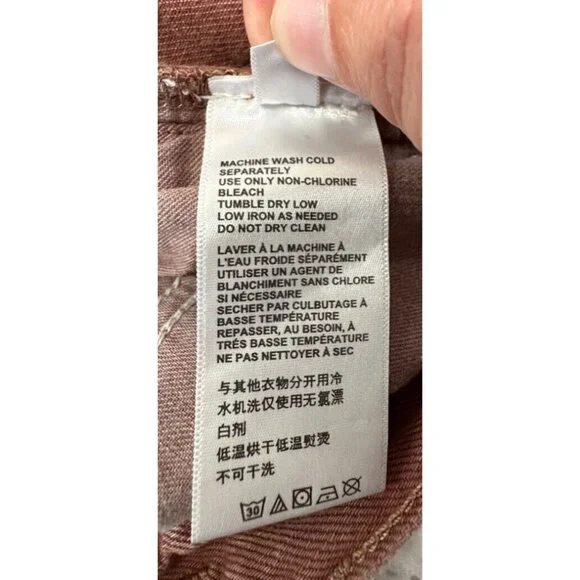 MACHINE WASH COLD
SEPARATELY
USE ONLY NON-CHLORINE
BLEACH
TUMBLE DRY LOW
LOW IRON AS NEEDED
DO NOT DRY CLEAN
LAVER À LA MACHINE À
L'EAU FROIDE SÉPARÉMENT
UTILISER UN AGENT DE
BLANCHIMENT SANS CHLORE
SI NÉCESSAIRE
SECHER PAR CULBUTAGE À
BASSE TEMPÉRATURE
REPASSER, AU BESOIN, À
TRÉS BASSE TEMPÉRATURE
NE PAS NETTOYER À SEC
与其他衣物分开用冷
水机洗仅使用无氯漂
白剂
低温烘干低温熨烫
不可干洗
30